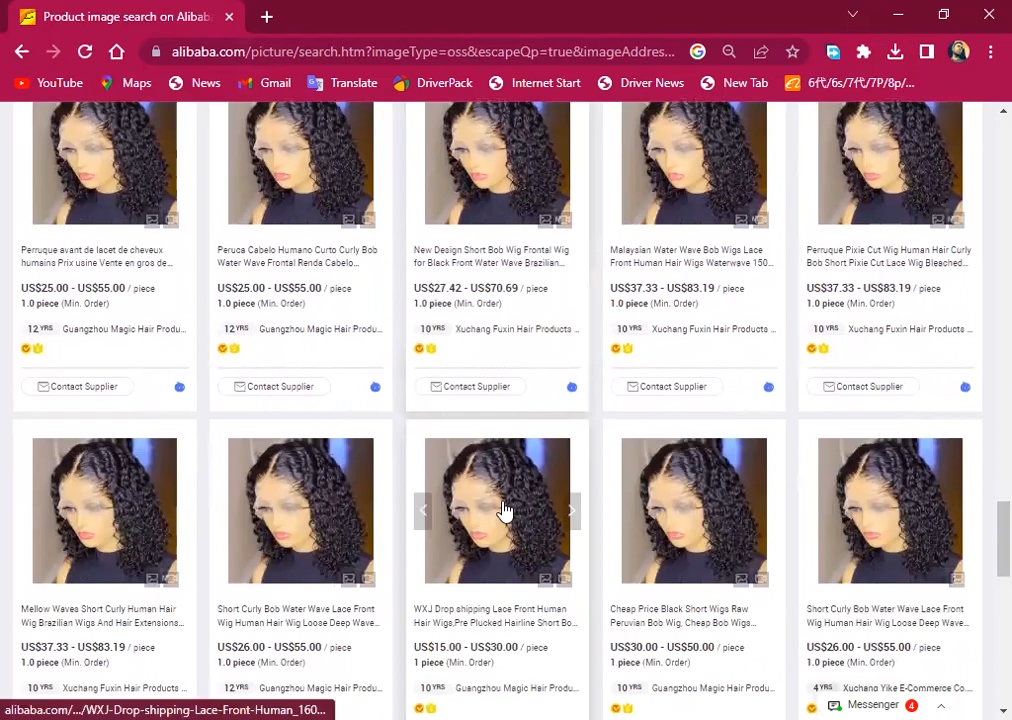 Product image search on Alibab
alibaba.com/picture/search.htm?imageType=oss&escapeQp=true&imageAddres...
YouTube
Maps
News
Gmail
Translate
DriverPack
Internet Start
Driver News
New Tab
6代/6s/7代/7P/8p/...
Perruque avant de lacet de cheveux
humains Prix usine Vente en gros de...
US$25.00 - US$55.00 / piece
1.0 piece (Min. Order)
12 YRS Guangzhou Magic Hair Produ...
Contact Supplier
Peruca Cabelo Humano Curto Curly Bob
Water Wave Frontal Renda Cabelo...
US$25.00 - US$55.00 / piece
1.0 piece (Min. Order)
12 YRS Guangzhou Magic Hair Produ...
Contact Supplier
New Design Short Bob Wig Frontal Wig
for Black Front Water Wave Brazilian...
US$27.42 - US$70.69 / piece
1.0 piece (Min. Order)
10 YRS Xuchang Fuxin Hair Products ...
Contact Supplier
Malaysian Water Wave Bob Wigs Lace
Front Human Hair Wigs Waterwave 150...
US$37.33 - US$83.19 / piece
1.0 piece (Min. Order)
10 YRS Xuchang Fuxin Hair Products ...
Contact Supplier
Perruque Pixie Cut Wig Human Hair Curly
Bob Short Pixie Cut Lace Wig Bleached...
US$37.33 - US$83.19 / piece
1.0 piece (Min. Order)
10 YRS Xuchang Fuxin Hair Products ...
Contact Supplier
Mellow Waves Short Curly Human Hair
Wig Brazilian Wigs And Hair Extensions...
US$37.33 - US$83.19 / piece
1.0 piece (Min. Order)
10 YRS Xuchang Fuxin Hair Products ...
Short Curly Bob Water Wave Lace Front
Wig Human Hair Wig Loose Deep Wave...
US$26.00 - US$55.00 / piece
1.0 piece (Min. Order)
12 YRS Guangzhou Magic Hair Produ...
WXJ Drop shipping Lace Front Human
Hair Wigs,Pre Plucked Hairline Short Bo...
US$15.00 - US$30.00 / piece
1 piece (Min. Order)
10 YRS Guangzhou Magic Hair Produ...
Cheap Price Black Short Wigs Raw
Peruvian Bob Wig, Cheap Bob Wigs...
US$30.00 - US$50.00 / piece
1 piece (Min. Order)
10 YRS Guangzhou Magic Hair Produ...
Short Curly Bob Water Wave Lace Front
Wig Human Hair Wig Loose Deep Wave...
US$26.00 - US$55.00 / piece
1.0 piece (Min. Order)
4 YRS Xuchang Yike E-Commerce Co....
alibaba.com/.../WXJ-Drop-shipping-Lace-Front-Human_160...
Messenger 4